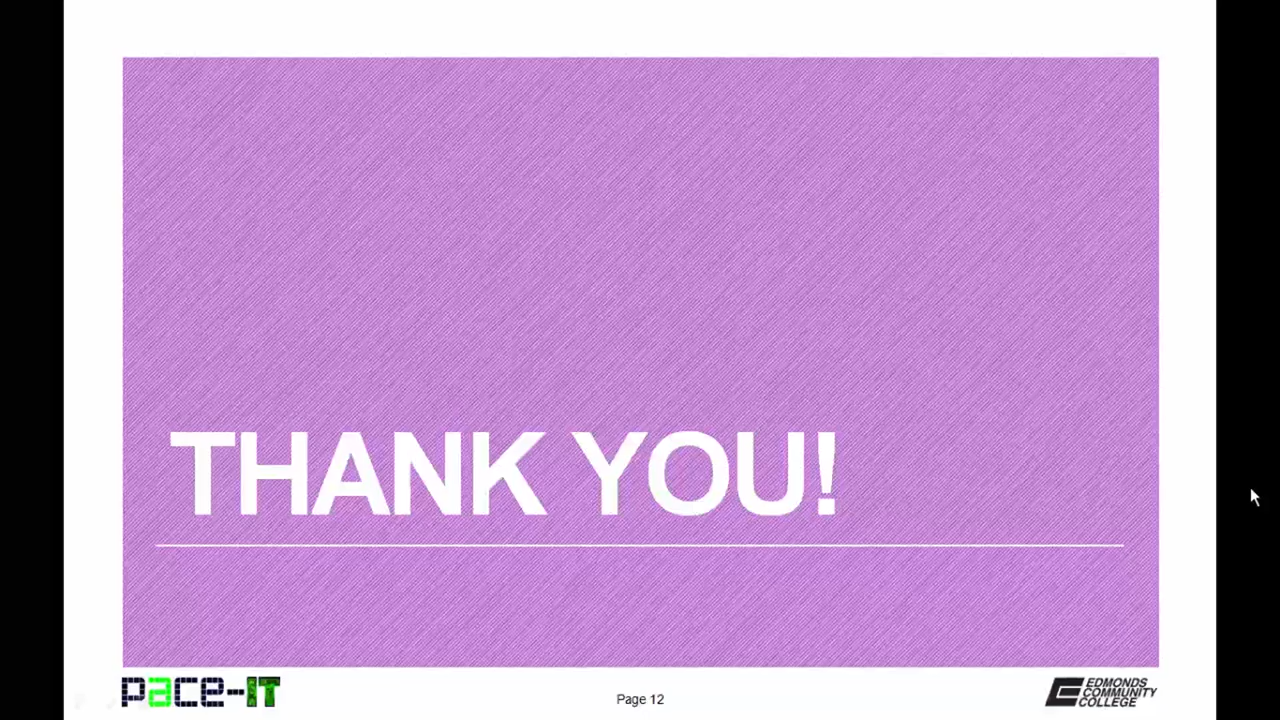 THANK YOU!
pace-IT
Page 12
EDMONDS
COMMUNITY
COLLEGE